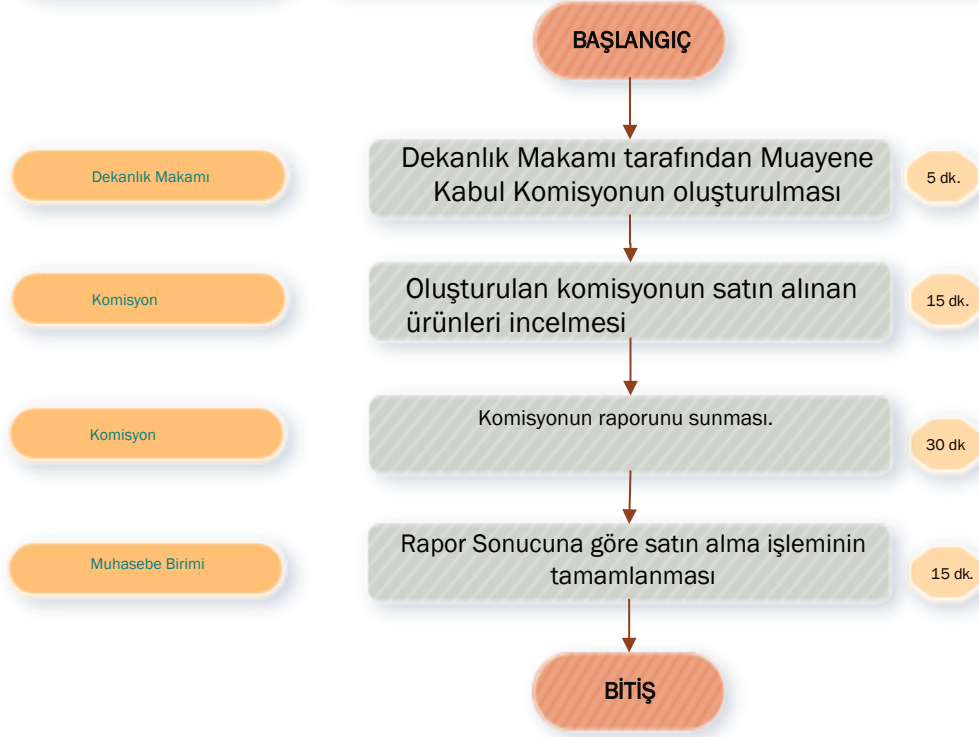 BAŞLANGIÇ
Dekanlık Makamı
Dekanlık Makamı tarafından Muayene
Kabul Komisyonun oluşturulması
5 dk.
Komisyon
Oluşturulan komisyonun satın alınan
ürünleri incelmesi
15 dk.
Komisyon
Komisyonun raporunu sunması.
30 dk
Muhasebe Birimi
Rapor Sonucuna göre satın alma işleminin
tamamlanması
15 dk.
BİTİŞ